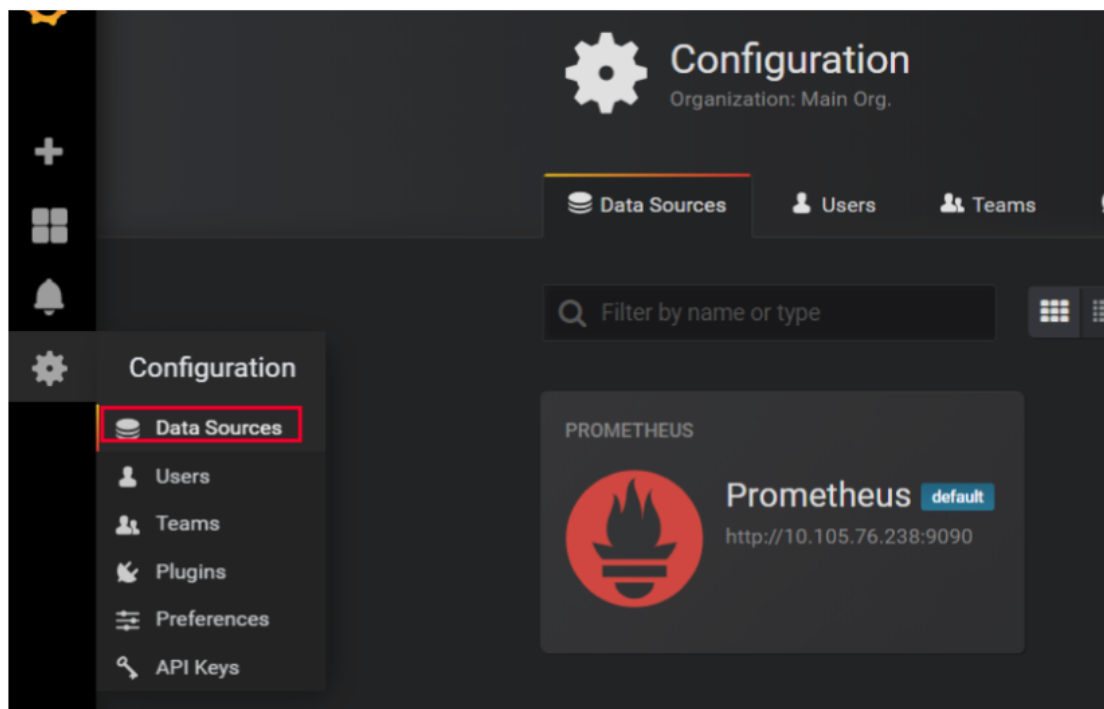 Configuration
Organization: Main Org.
Data Sources
Users
Teams
Filter by name or type
Configuration
Data Sources
Users
Teams
Plugins
Preferences
API Keys
PROMETHEUS
Prometheus default
http://10.105.76.238:9090